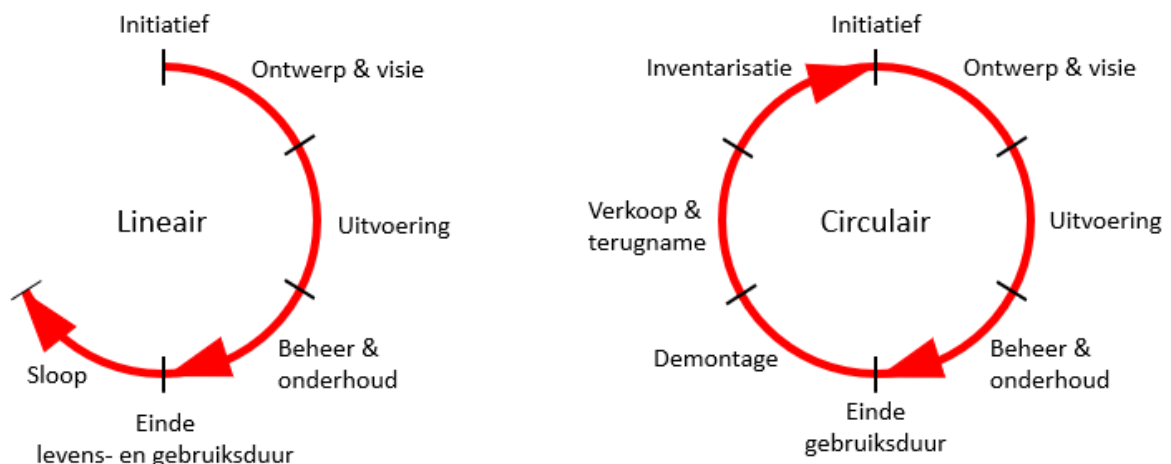 Initiatief
Ontwerp & visie
Lineair
Uitvoering
Beheer &
onderhoud
Sloop
Einde
levens- en gebruiksduur
Initiatief
Inventarisatie
Ontwerp & visie
Verkoop &
terugname
Circulair
Uitvoering
Demontage
Beheer &
onderhoud
Einde
gebruiksduur